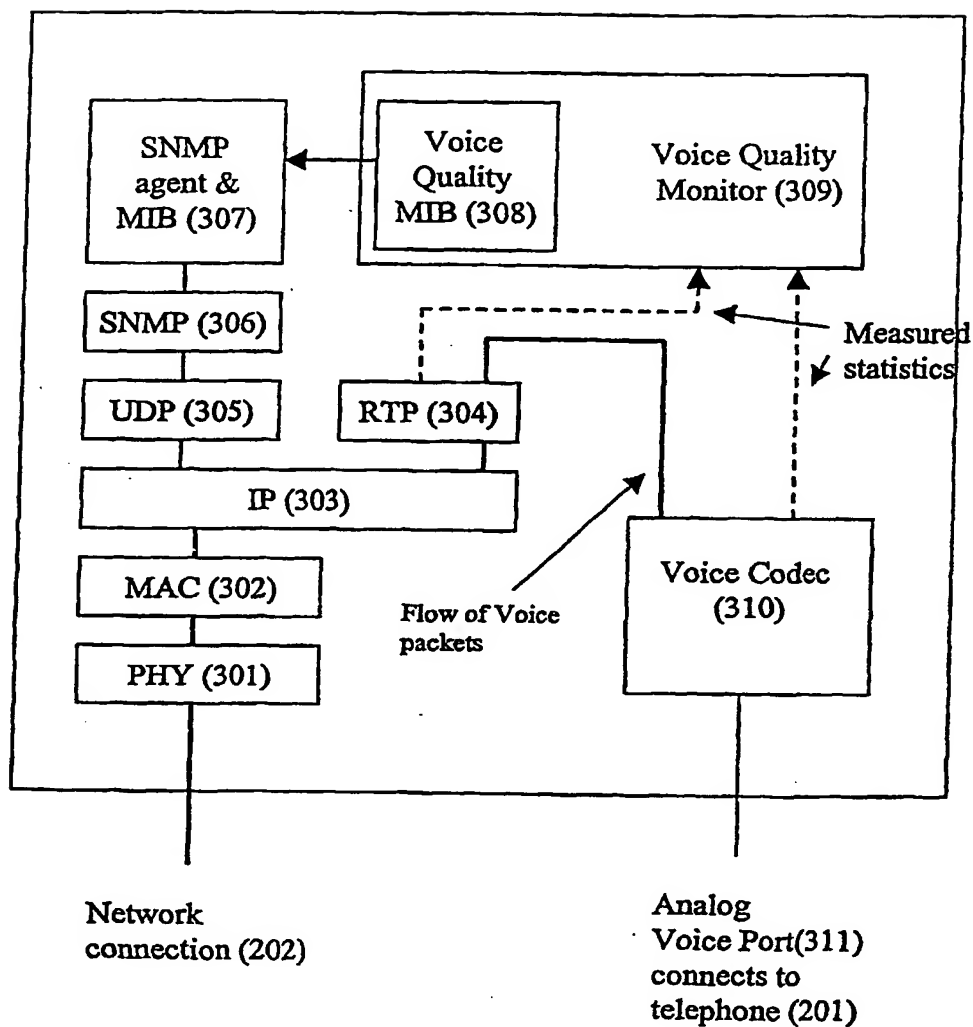 SNMP
agent &
MIB (307)
Voice
Quality
MIB (308)
Voice Quality
Monitor (309)
SNMP (306)
Measured
statistics
UDP (305)
RTP (304)
IP (303)
MAC (302)
Voice Codec
(310)
Flow of Voice
packets
PHY (301)
Network
connection (202)
Analog
Voice Port(311)
connects to
telephone (201)